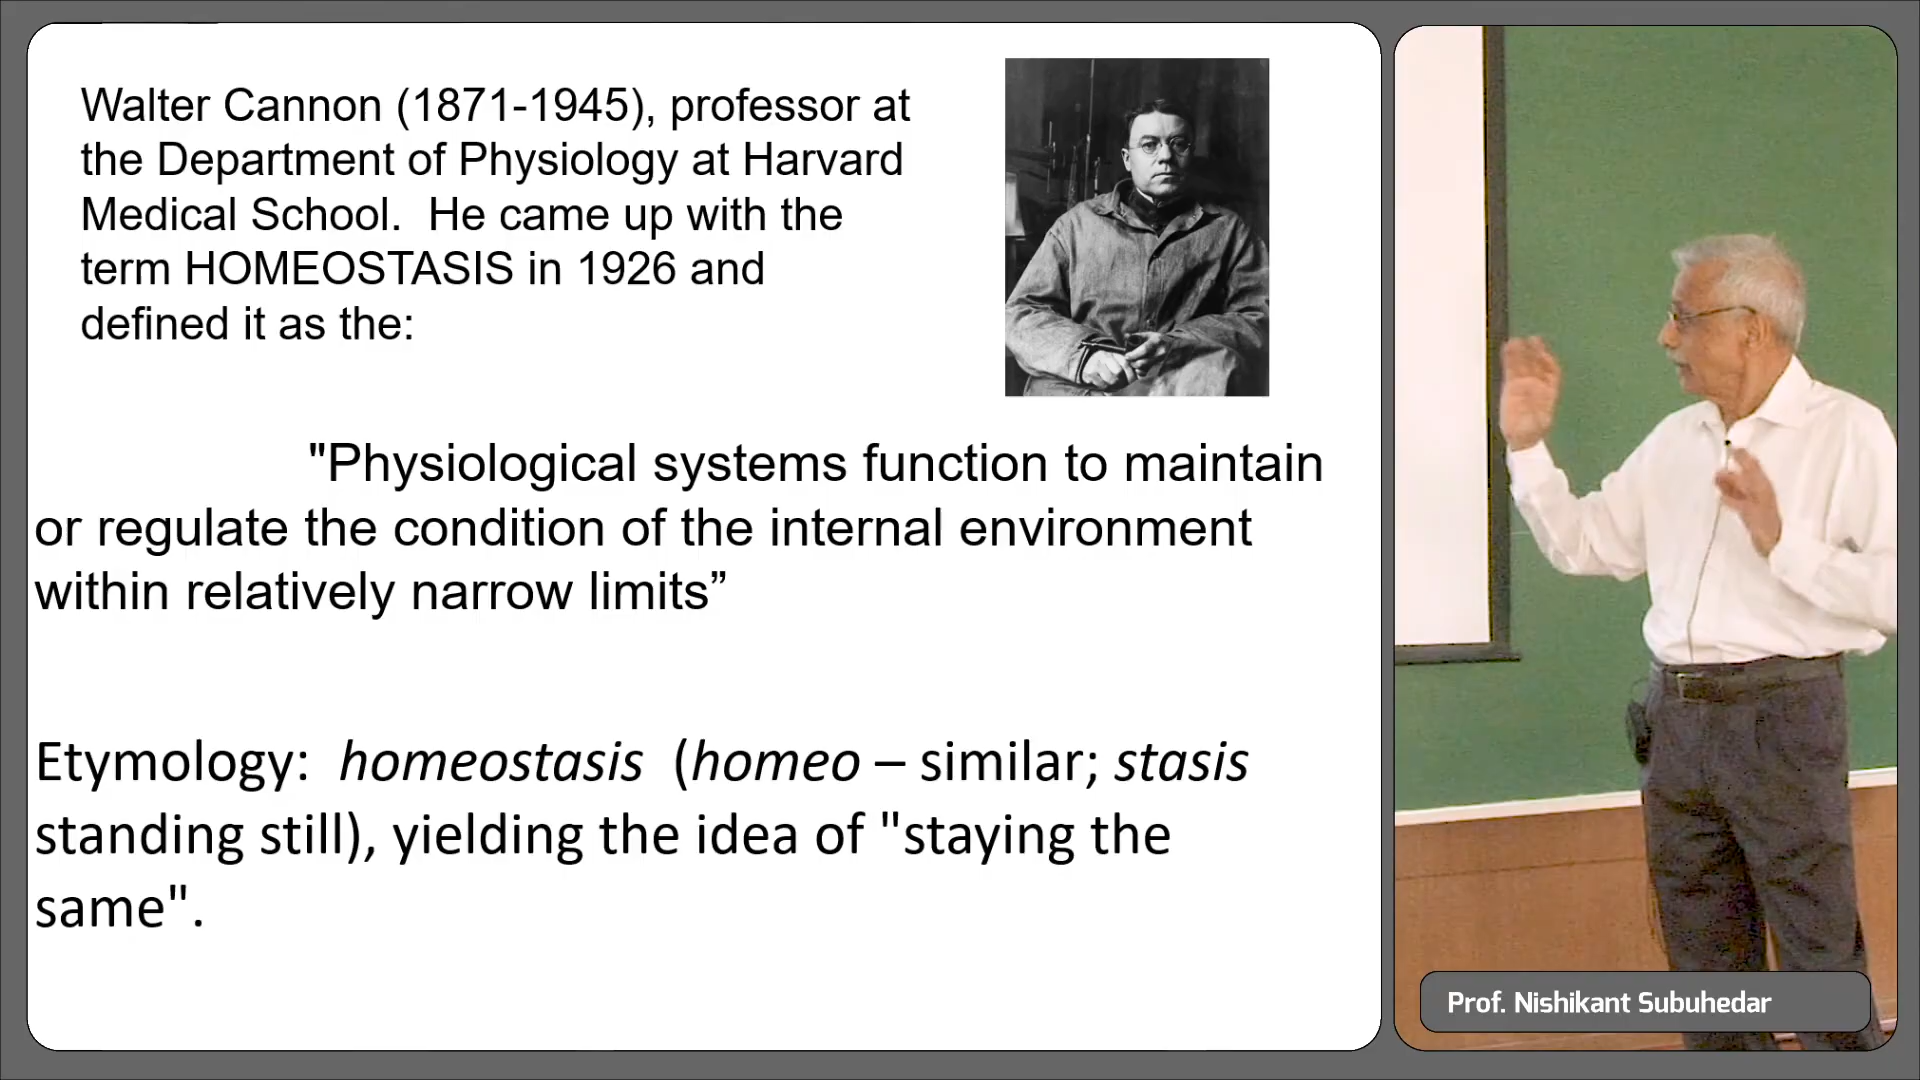 Walter Cannon (1871-1945), professor at
the Department of Physiology at Harvard
Medical School.  He came up with the
term HOMEOSTASIS in 1926 and
defined it as the:
"Physiological systems function to maintain
or regulate the condition of the internal environment
within relatively narrow limits”
Etymology:  homeostasis  (homeo – similar; stasis
standing still), yielding the idea of "staying the
same".
Prof. Nishikant Subuhedar